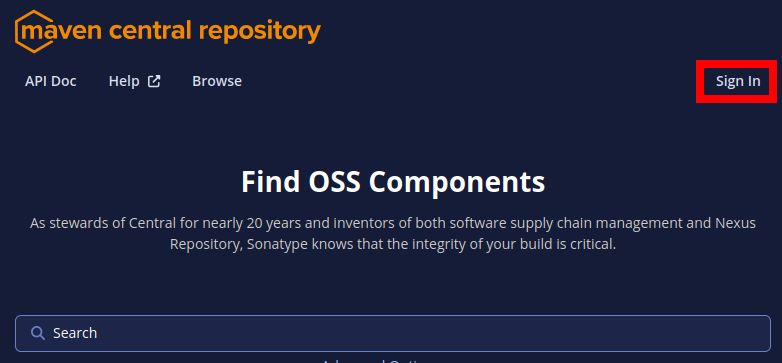 maven central repository
API Doc Help Browse Sign In
Find OSS Components
As stewards of Central for nearly 20 years and inventors of both software supply chain management and Nexus
Repository, Sonatype knows that the integrity of your build is critical.
Search